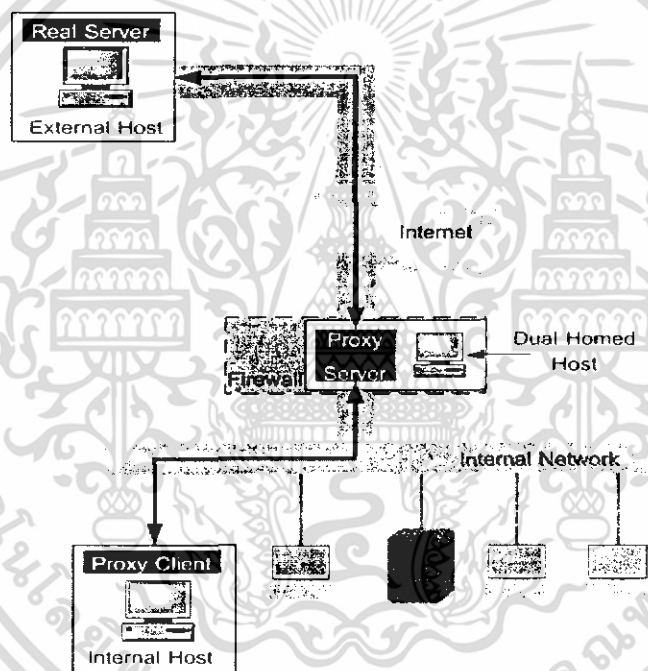 Real Server
External Host
Internet
Proxy
Server
Firewall
Dual Homed
Host
Internal Network
Proxy Client
Internal Host